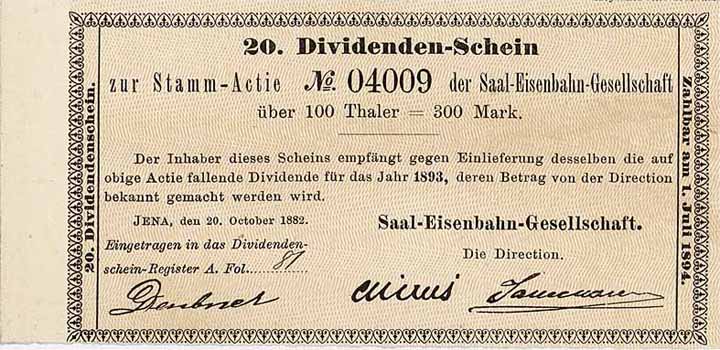 20. Dividenden-Schein
zur Stamm-Actie No. 04009 der Saal-Eisenbahn-Gesellschaft
über 100 Thaler = 300 Mark.
Der Inhaber dieses Scheins empfängt gegen Einlieferung desselben die auf
obige Actie fallende Dividende für das Jahr 1893, deren Betrag von der Direction
bekannt gemacht werden wird.
JENA, den 20. October 1882.
Saal-Eisenbahn-Gesellschaft.
Eingetragen in das Dividenden-
schein-Register A. Fol. 81
Die Direction.
20. Dividendenschein.
Zahlbar am 1. Juli 1894.